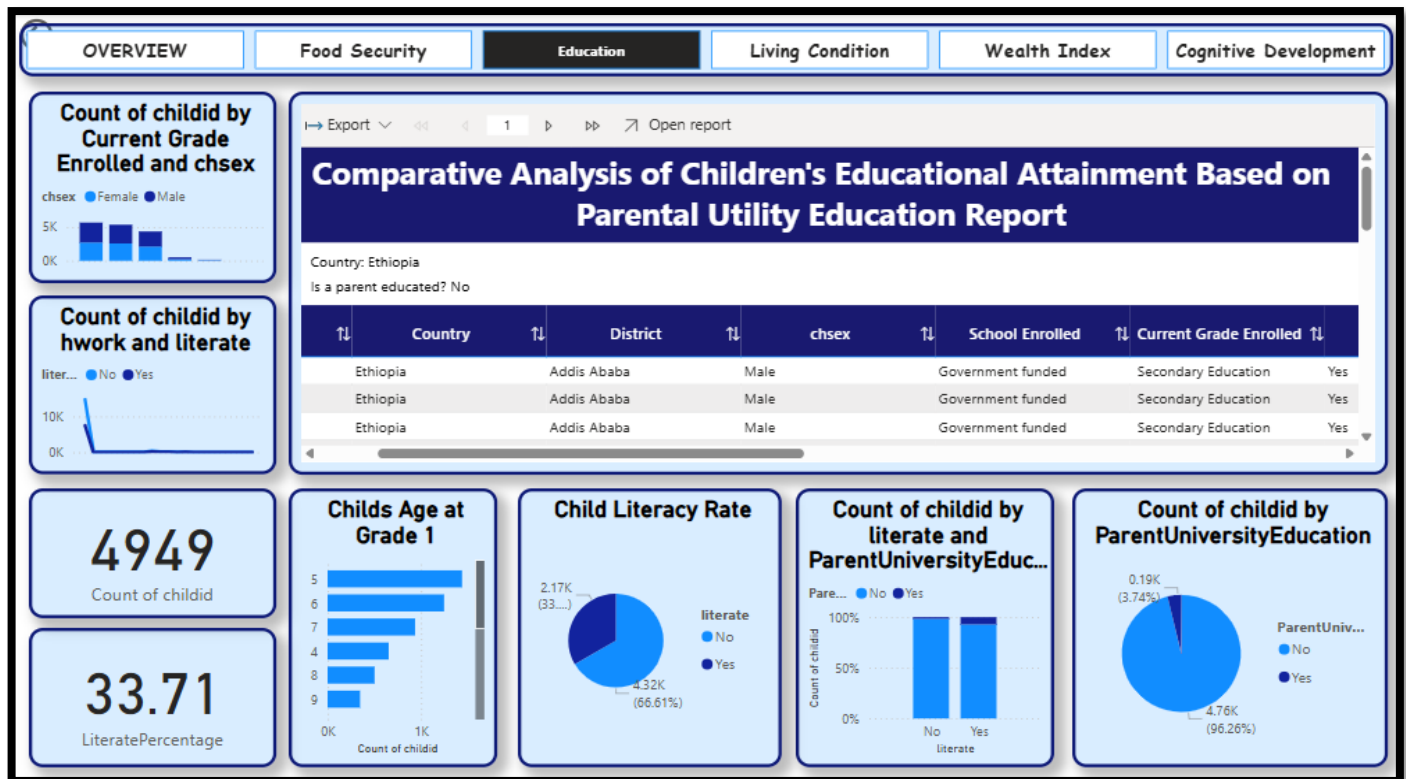 OVERVIEW
Food Security
Education
Living Condition
Wealth Index
Cognitive Development
Count of childid by
Current Grade
Enrolled and chsex
chsex Female Male
5K
0K
Count of childid by
hwork and literate
liter... No Yes
10K
0K
4949
Count of childid
33.71
LiteratePercentage
Export 1 Open report
Comparative Analysis of Children's Educational Attainment Based on
Parental Utility Education Report
Country: Ethiopia
Is a parent educated? No
Country District chsex School Enrolled Current Grade Enrolled
Ethiopia Addis Ababa Male Government funded Secondary Education Yes
Ethiopia Addis Ababa Male Government funded Secondary Education Yes
Ethiopia Addis Ababa Male Government funded Secondary Education Yes
Childs Age at
Grade 1
5
6
7
4
8
9
0K 1K
Count of childid
Child Literacy Rate
2.17K
(33....)
literate
No
Yes
4.32K
(66.61%)
Count of childid by
literate and
ParentUniversityEduc...
Pare... No Yes
100%
50%
0%
Count of childid
No Yes
literate
Count of childid by
ParentUniversityEducation
0.19K
(3.74%)
ParentUniv...
No
Yes
4.76K
(96.26%)